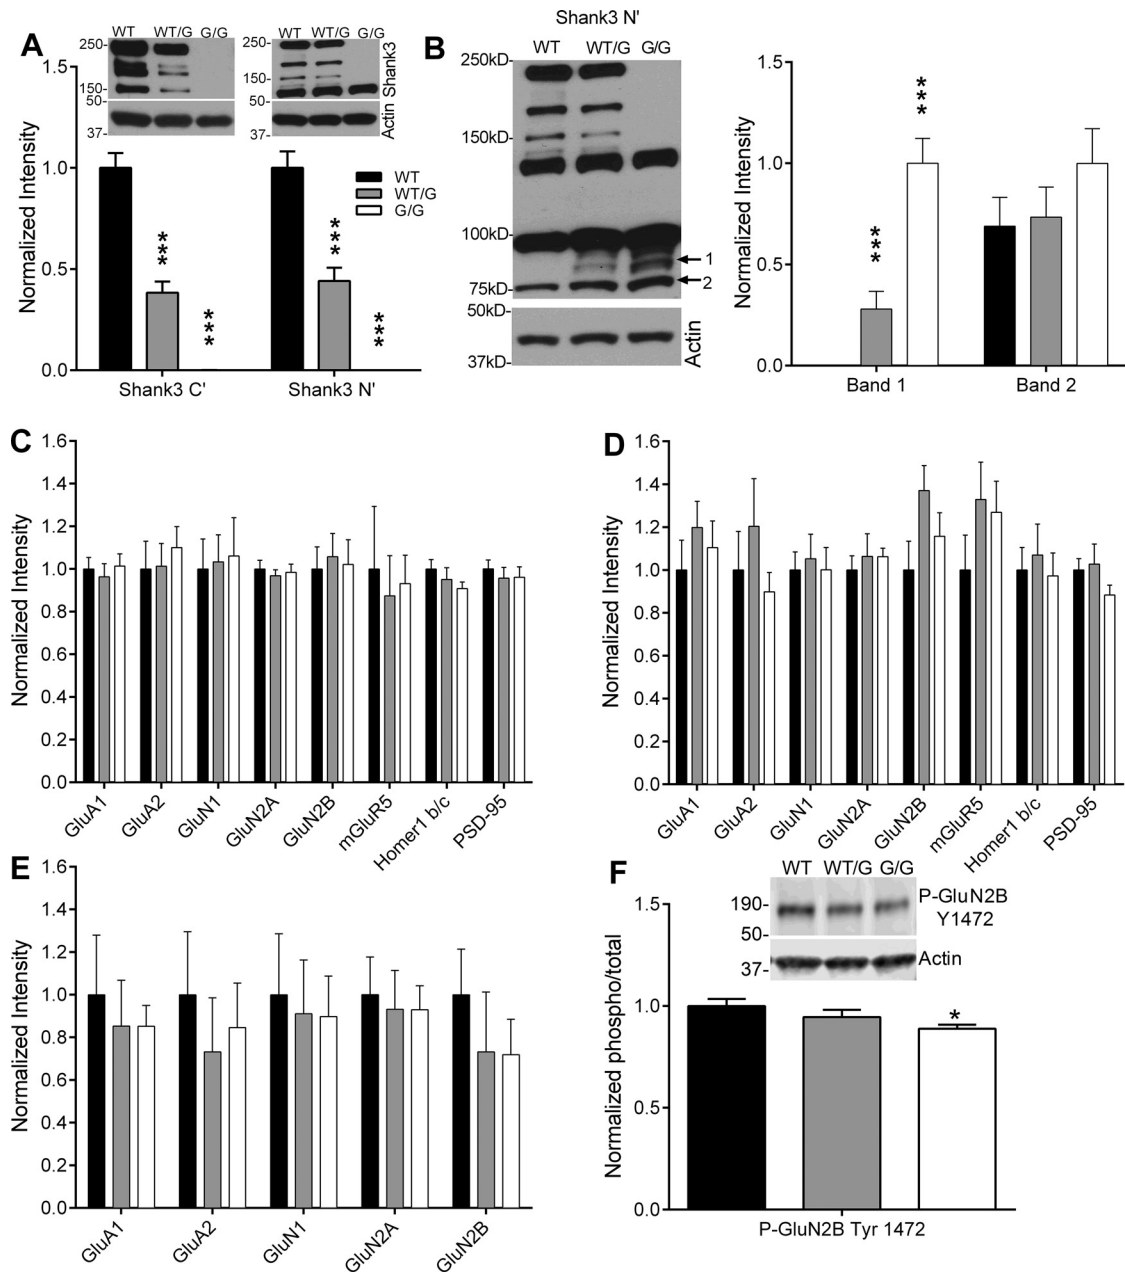 A
WT WT/G G/G
250-
150-
50-
37-
WT WT/G G/G
250-
150-
50-
37-
Shank3
Actin
Normalized Intensity
1.5
1.0
0.5
0.0
***
***
***
***
WT
WT/G
G/G
Shank3 C'
Shank3 N'
B
Shank3 N'
WT WT/G G/G
250kD-
150kD-
100kD-
75kD-
50kD-
37kD-
1
2
Actin
Normalized Intensity
1.5
1.0
0.5
0.0
***
***
Band 1
Band 2
C
Normalized Intensity
1.6
1.4
1.2
1.0
0.8
0.6
0.4
0.2
0.0
GluA1
GluA2
GluN1
GluN2A
GluN2B
mGluR5
Homer1 b/c
PSD-95
D
Normalized Intensity
1.6
1.4
1.2
1.0
0.8
0.6
0.4
0.2
0.0
GluA1
GluA2
GluN1
GluN2A
GluN2B
mGluR5
Homer1 b/c
PSD-95
E
Normalized Intensity
1.6
1.4
1.2
1.0
0.8
0.6
0.4
0.2
0.0
GluA1
GluA2
GluN1
GluN2A
GluN2B
F
WT WT/G G/G
190-
50-
37-
P-GluN2B
Y1472
Actin
Normalized phospho/total
1.5
1.0
0.5
0.0
*
P-GluN2B Tyr 1472